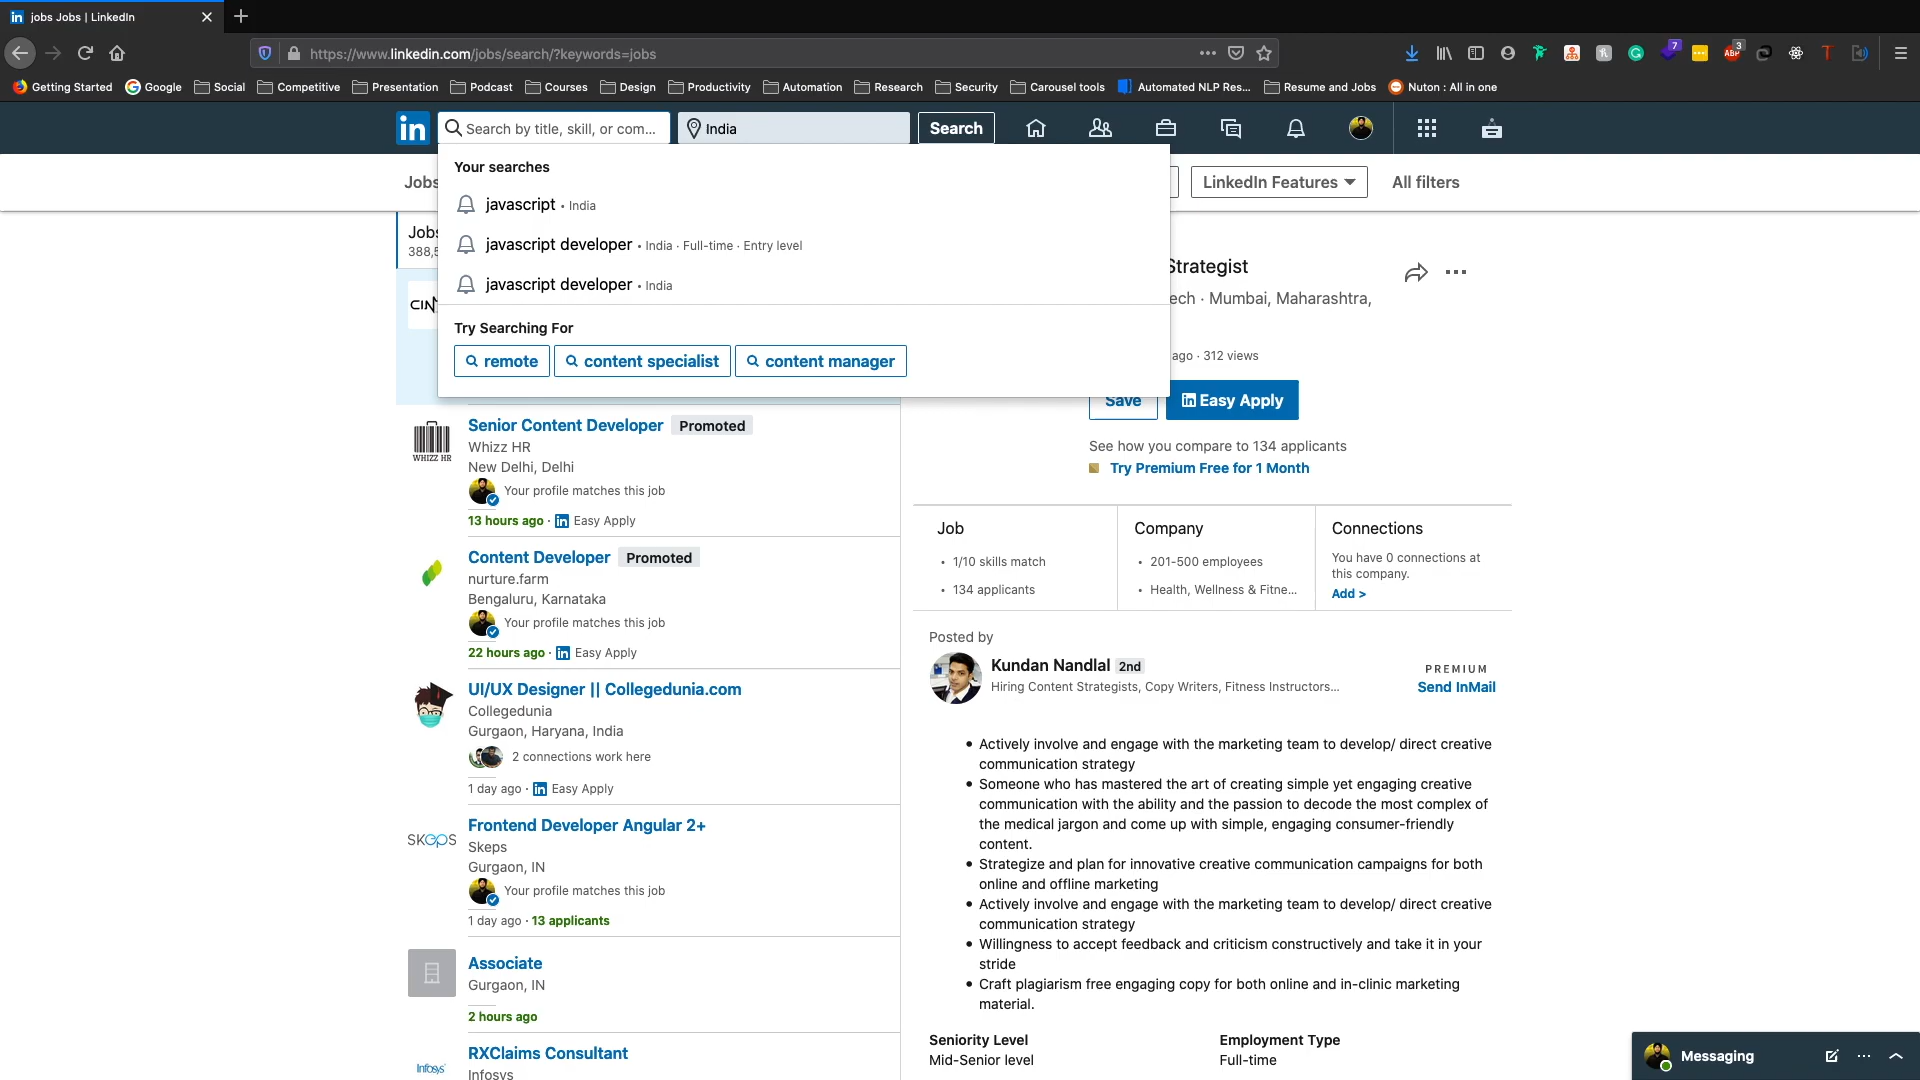 jobs Jobs | LinkedIn
https://www.linkedin.com/jobs/search/?keywords=jobs
7
3
Getting Started
Google
Social
Competitive
Presentation
Podcast
Courses
Design
Productivity
Automation
Research
Security
Carousel tools
Automated NLP Res...
Resume and Jobs
Nuton : All in one
in
Search by title, skill, or com...
India
Search
Jobs
LinkedIn Features
All filters
Your searches
javascript • India
javascript developer • India · Full-time · Entry level
javascript developer • India
Try Searching For
remote
content specialist
content manager
Jobs
388,5
Senior Content Developer Promoted
WHIZZ HR
Whizz HR
New Delhi, Delhi
Your profile matches this job
13 hours ago · in Easy Apply
Content Developer Promoted
nurture.farm
Bengaluru, Karnataka
Your profile matches this job
22 hours ago · in Easy Apply
UI/UX Designer || Collegedunia.com
Collegedunia
Gurgaon, Haryana, India
2 connections work here
1 day ago · in Easy Apply
Frontend Developer Angular 2+
SKEPS
Skeps
Gurgaon, IN
Your profile matches this job
1 day ago · 13 applicants
Associate
Gurgaon, IN
2 hours ago
RXClaims Consultant
Infosys
Infosys
Strategist
ech · Mumbai, Maharashtra,
ago · 312 views
Save
in Easy Apply
See how you compare to 134 applicants
Try Premium Free for 1 Month
Job
• 1/10 skills match
• 134 applicants
Company
• 201-500 employees
• Health, Wellness & Fitne...
Connections
You have 0 connections at
this company.
Add >
Posted by
Kundan Nandlal 2nd
Hiring Content Strategists, Copy Writers, Fitness Instructors...
PREMIUM
Send InMail
• Actively involve and engage with the marketing team to develop/ direct creative
communication strategy
• Someone who has mastered the art of creating simple yet engaging creative
communication with the ability and the passion to decode the most complex of
the medical jargon and come up with simple, engaging consumer-friendly
content.
• Strategize and plan for innovative creative communication campaigns for both
online and offline marketing
• Actively involve and engage with the marketing team to develop/ direct creative
communication strategy
• Willingness to accept feedback and criticism constructively and take it in your
stride
• Craft plagiarism free engaging copy for both online and in-clinic marketing
material.
Seniority Level
Mid-Senior level
Employment Type
Full-time
Messaging